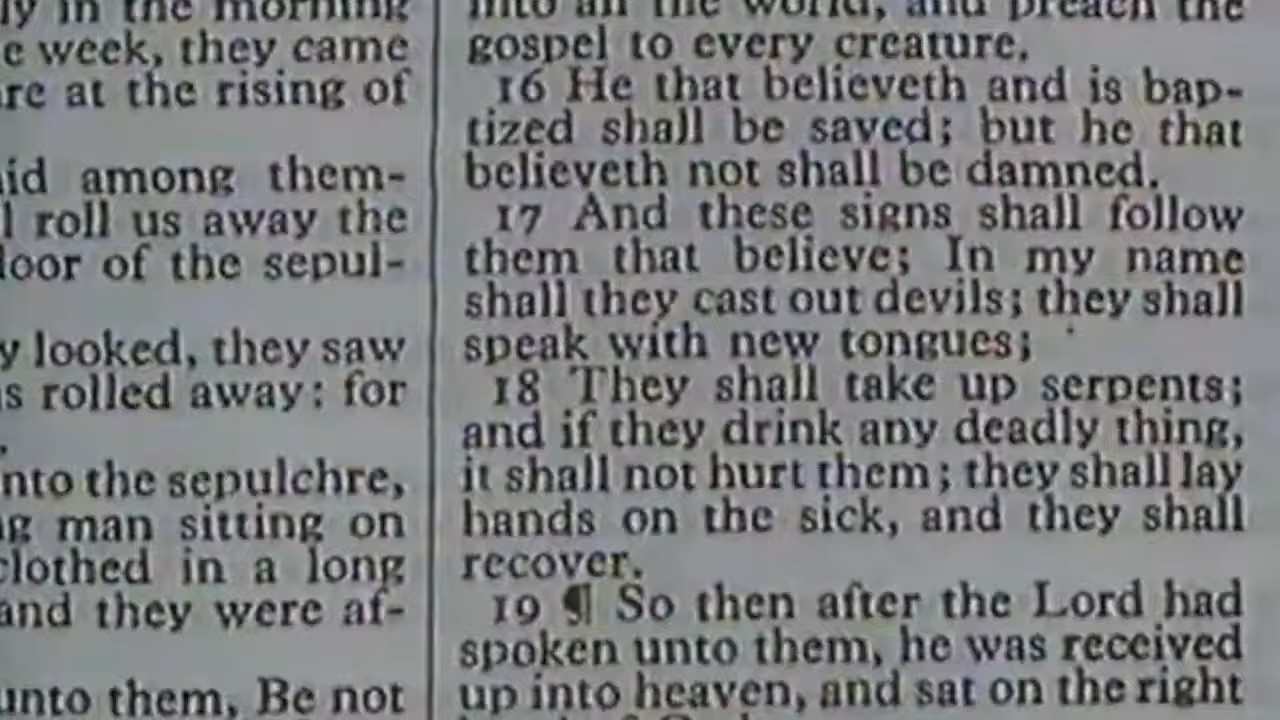 in the morning
week, they came
at the rising of
among them-
roll us away the
of the sepul-
looked, they saw
rolled away: for
the sepulchre,
man sitting on
clothed in a long
and they were af-
unto them, Be not
into all the world, and preach the
gospel to every creature.
16 He that believeth and is bap-
tized shall be saved; but he that
believeth not shall be damned.
17 And these signs shall follow
them that believe; In my name
shall they cast out devils; they shall
speak with new tongues;
18 They shall take up serpents;
and if they drink any deadly thing,
it shall not hurt them; they shall lay
hands on the sick, and they shall
recover.
19 ¶ So then after the Lord had
spoken unto them, he was received
up into heaven, and sat on the right